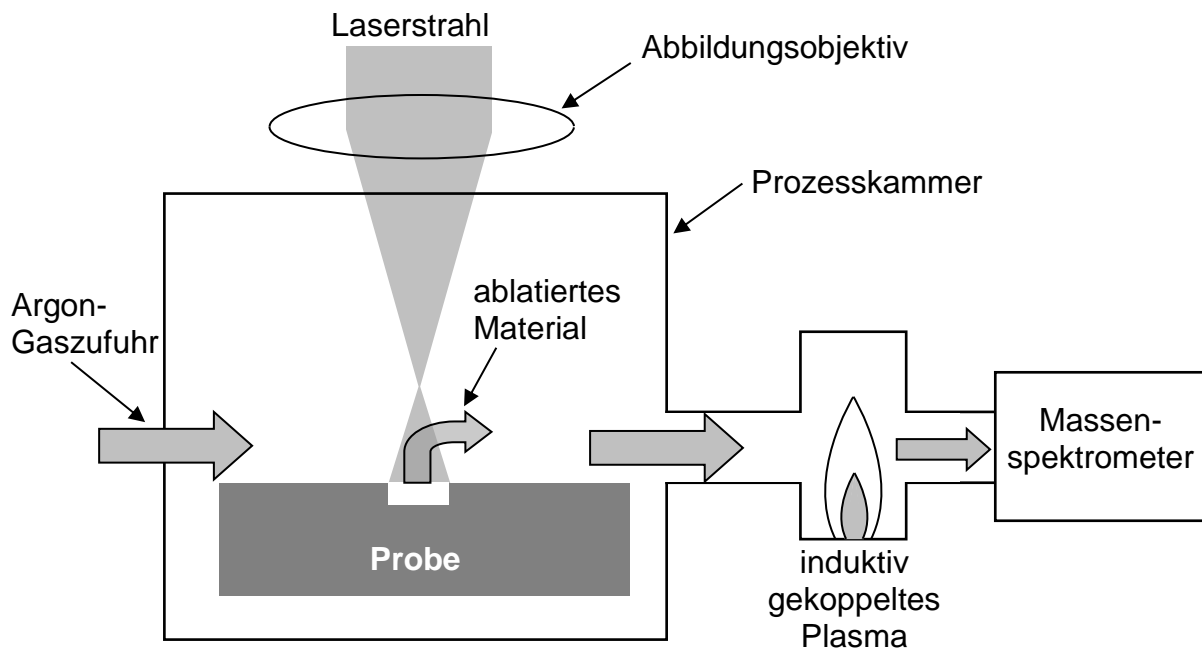 Laserstrahl
Abbildungsobjektiv
Prozesskammer
Argon-
Gaszufuhr
ablatiertes
Material
Massen-
spektrometer
Probe
induktiv
gekoppeltes
Plasma